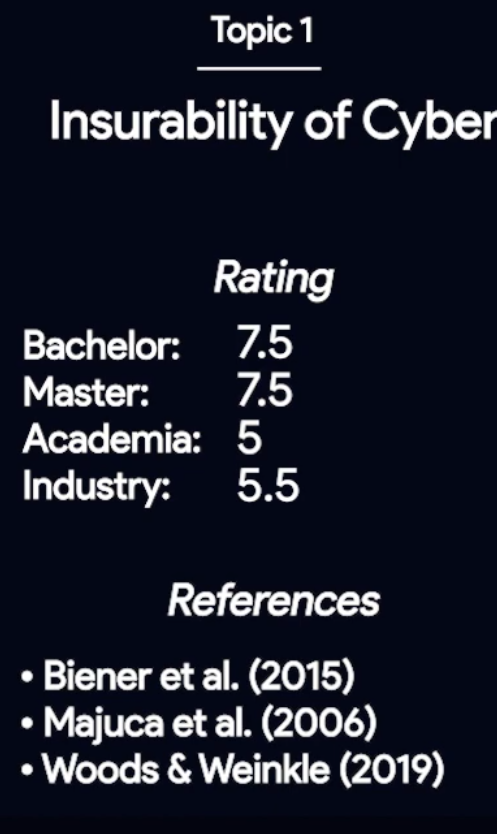 Topic 1
Insurability of Cyber
Rating
Bachelor: 7.5
Master: 7.5
Academia: 5
Industry: 5.5
References
• Biener et al. (2015)
• Majuca et al. (2006)
• Woods & Weinkle (2019)